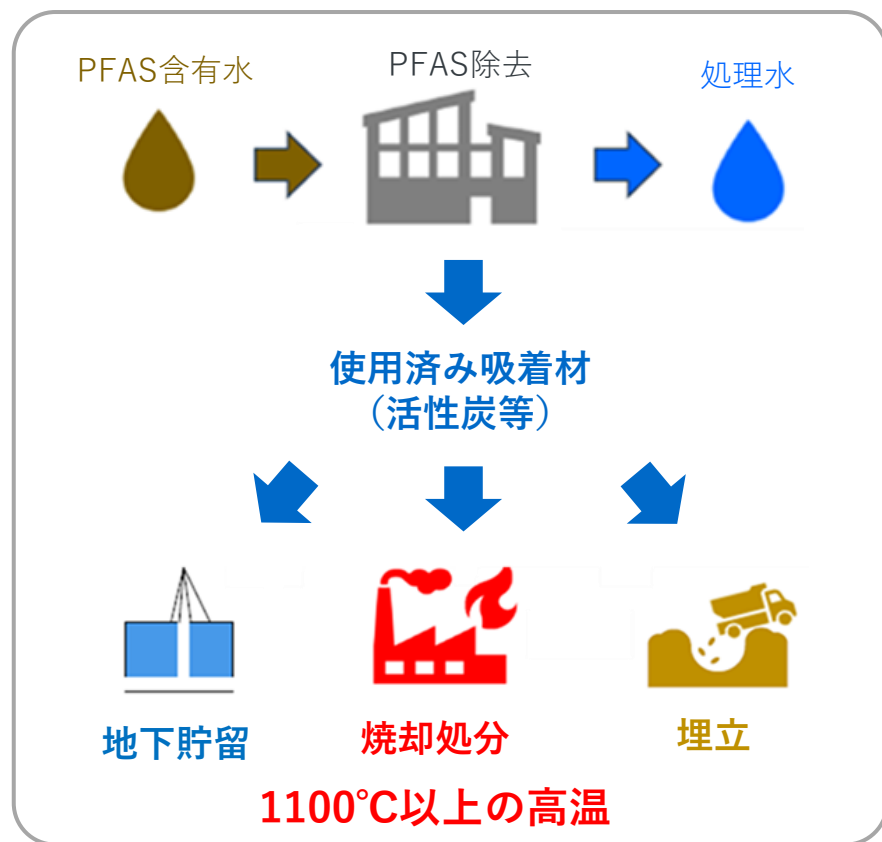 PFAS含有水
PFAS除去
処理水
使用済み吸着材
（活性炭等）
地下貯留
焼却処分
埋立
1100℃以上の高温